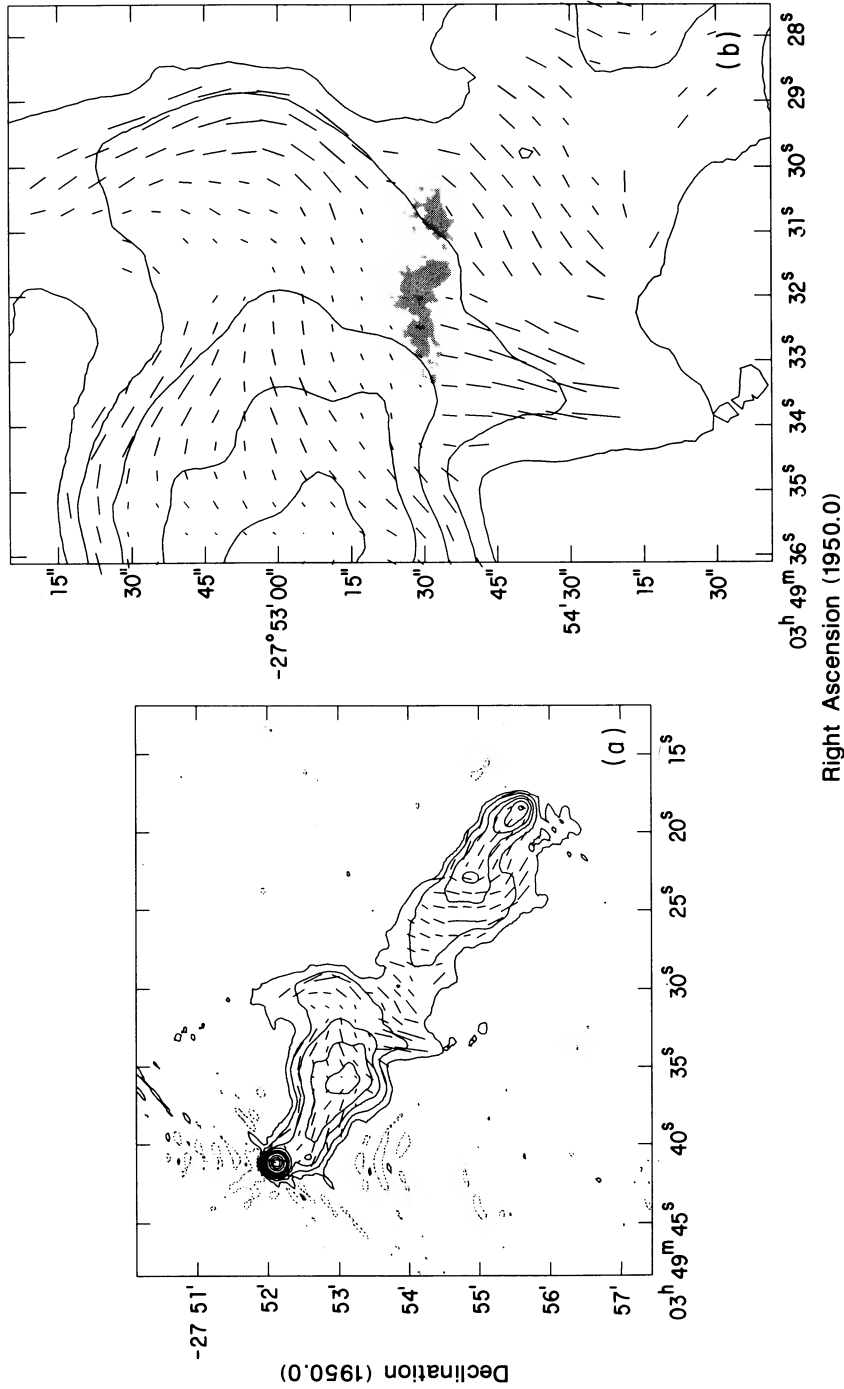 (a)
-27 51'
52'
53'
54'
55'
56'
57'
03ʰ 49ᵐ 45ˢ
40ˢ
35ˢ
30ˢ
25ˢ
20ˢ
15ˢ
(b)
15"
30"
45"
-27°53' 00"
15"
30"
45"
54' 30"
15"
30"
03ʰ 49ᵐ 36ˢ
35ˢ
34ˢ
33ˢ
32ˢ
31ˢ
30ˢ
29ˢ
28ˢ
Declination (1950.0)
Right Ascension (1950.0)